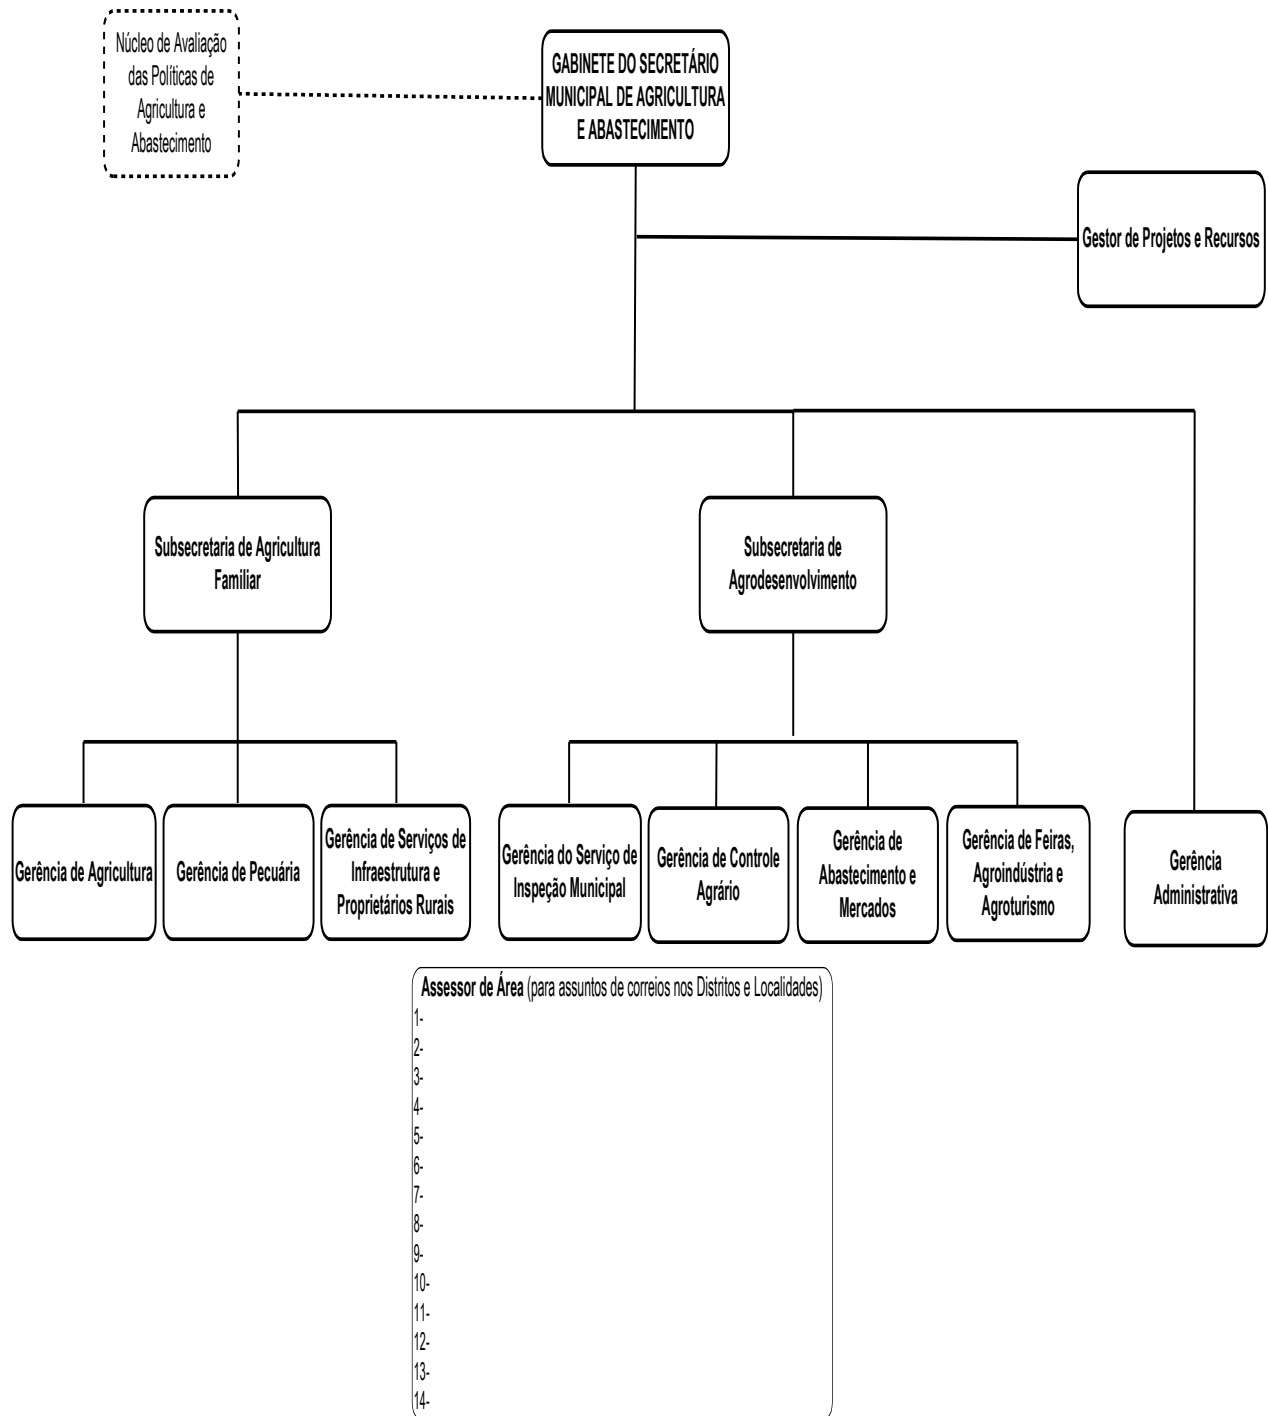 Núcleo de Avaliação
das Políticas de
Agricultura e
Abastecimento
GABINETE DO SECRETÁRIO
MUNICIPAL DE AGRICULTURA
E ABASTECIMENTO
Gestor de Projetos e Recursos
Subsecretaria de Agricultura
Familiar
Subsecretaria de
Agrodesenvolvimento
Gerência de Agricultura
Gerência de Pecuária
Gerência de Serviços de
Infraestrutura e
Proprietários Rurais
Gerência do Serviço de
Inspeção Municipal
Gerência de Controle
Agrário
Gerência de
Abastecimento e
Mercados
Gerência de Feiras,
Agroindústria e
Agroturismo
Gerência
Administrativa
Assessor de Área (para assuntos de correios nos Distritos e Localidades)
1-
2-
3-
4-
5-
6-
7-
8-
9-
10-
11-
12-
13-
14-